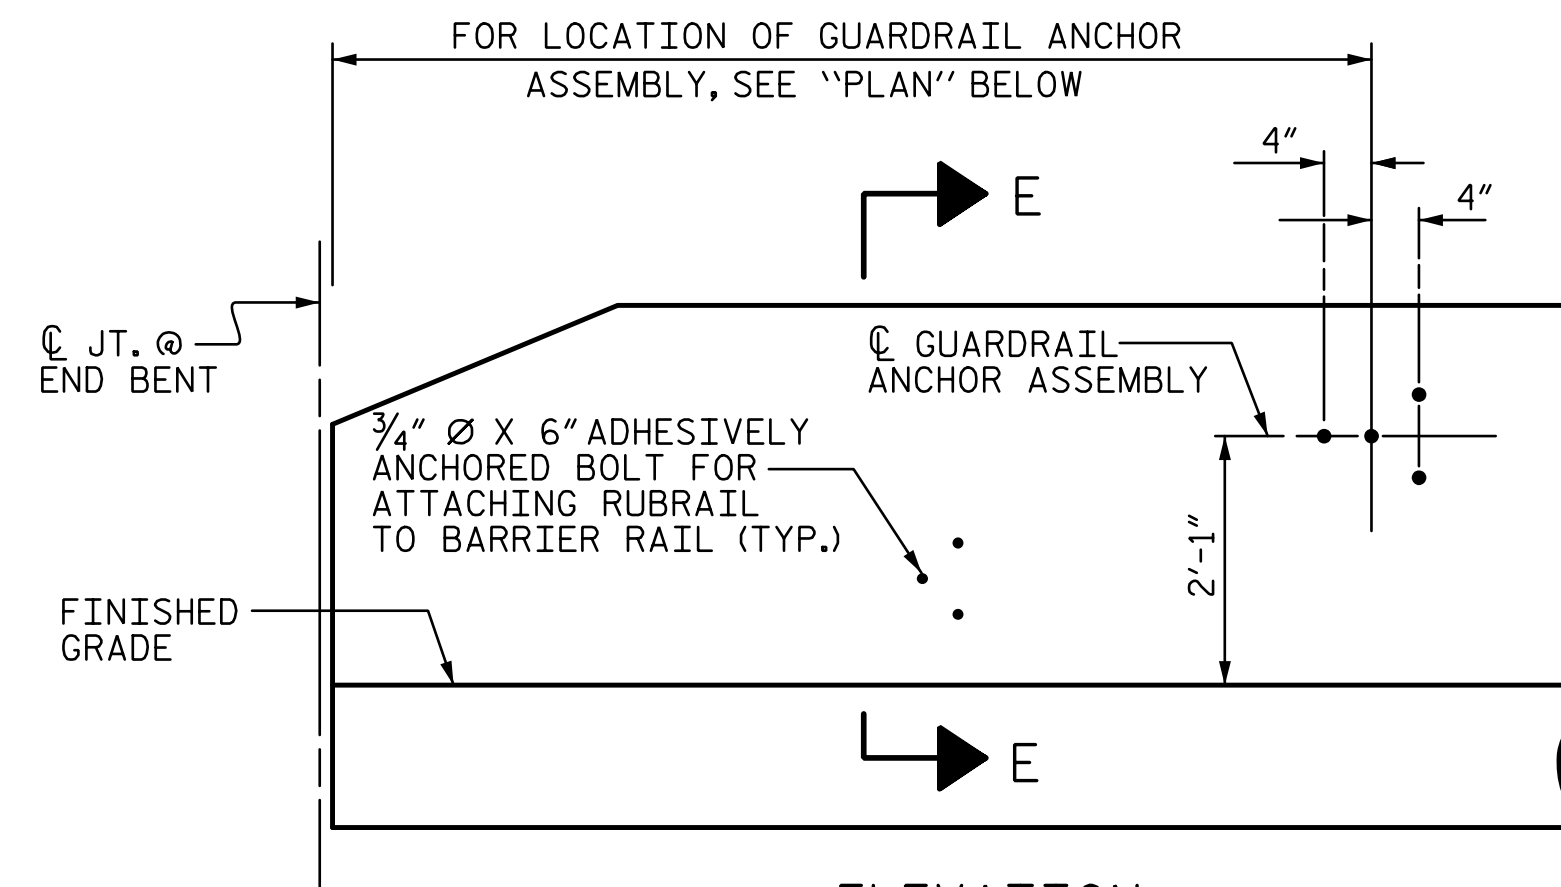 FOR LOCATION OF GUARDRAIL ANCHOR
ASSEMBLY, SEE "PLAN" BELOW
4"
4"
E
℄ JT. @
END BENT
℄ GUARDRAIL
ANCHOR ASSEMBLY
3/4" Ø X 6" ADHESIVELY
ANCHORED BOLT FOR
ATTACHING RUBRAIL
TO BARRIER RAIL (TYP.)
2'-1"
FINISHED
GRADE
E